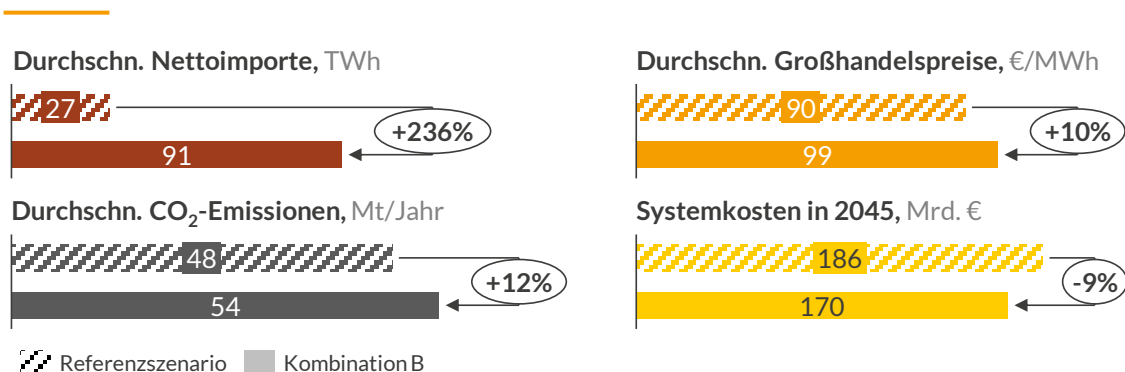 Durchschn. Nettoimporte, TWh
27
91
+236%
Durchschn. Großhandelspreise, €/MWh
90
99
+10%
Durchschn. CO₂-Emissionen, Mt/Jahr
48
54
+12%
Systemkosten in 2045, Mrd. €
186
170
-9%
Referenzszenario
Kombination B